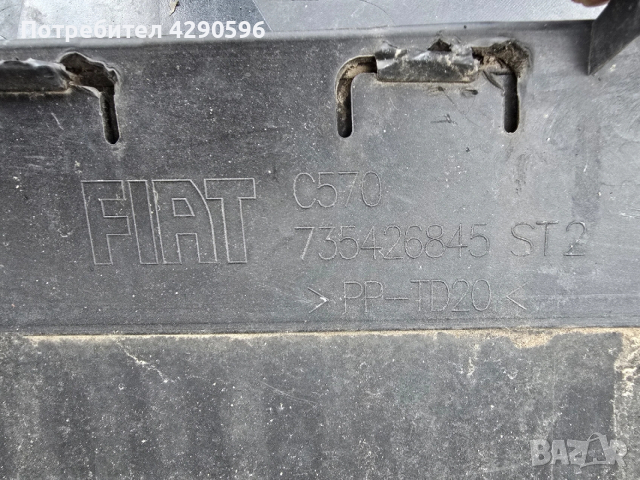 Потребител 4290596
FIAT C570
735426845 ST2
> PP-TD20 <
BAZAR